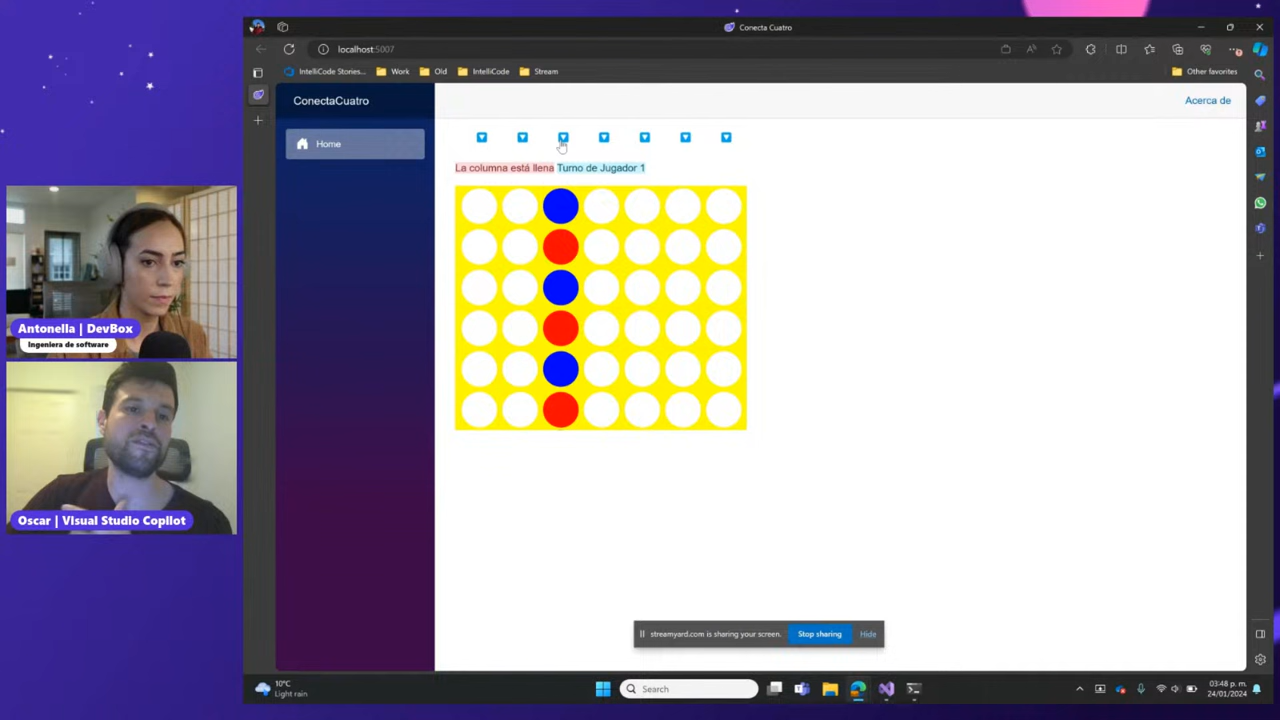 Conecta Cuatro
localhost:5007
IntelliCode Stories...
Work
Old
IntelliCode
Stream
Other favorites
ConectaCuatro
Acerca de
Home
La columna está llena Turno de Jugador 1
Antonella | DevBox
Ingeniera de software
Oscar | Visual Studio Copilot
streamyard.com is sharing your screen.
Stop sharing
Hide
10°C
Light rain
Search
03:48 p. m.
24/01/2024